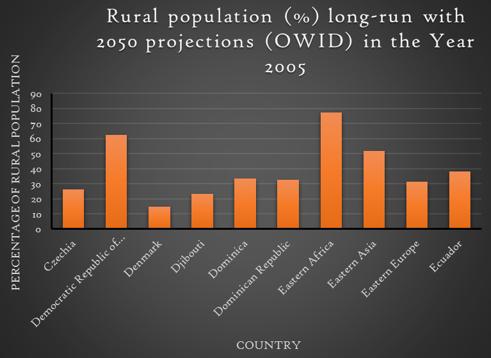 Rural population (%) long-run with
2050 projections (OWID) in the Year
2005
PERCENTAGE OF RURAL POPULATION
90
80
70
60
50
40
30
20
10
0
Czechia
Democratic Republic of...
Denmark
Djibouti
Dominica
Dominican Republic
Eastern Africa
Eastern Asia
Eastern Europe
Ecuador
COUNTRY